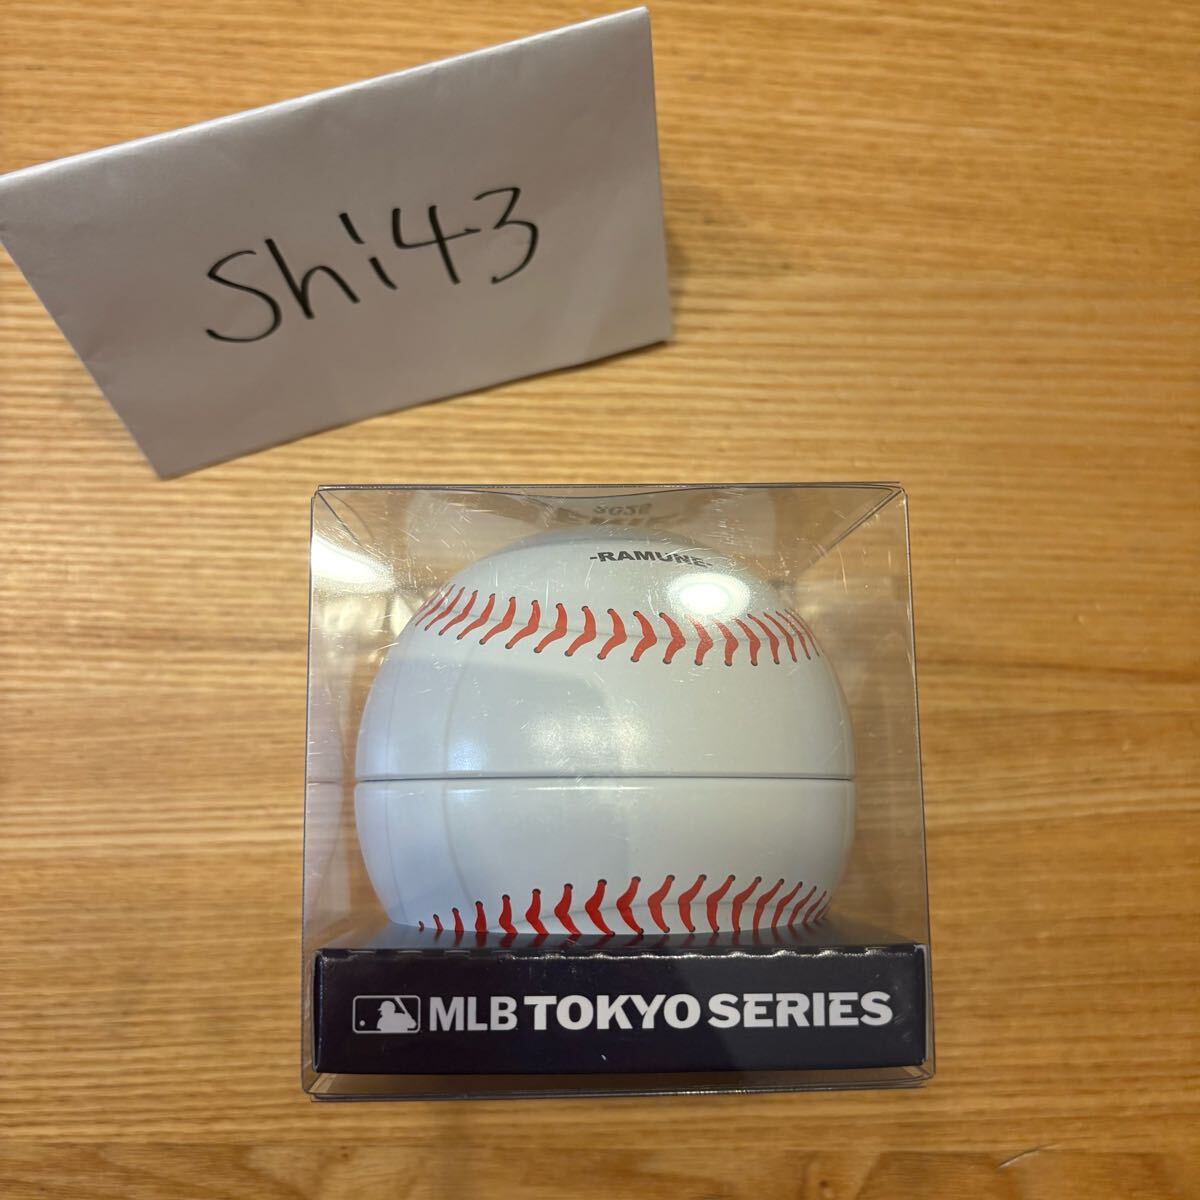 Shi43
-RAMUNE-
MLB TOKYO SERIES